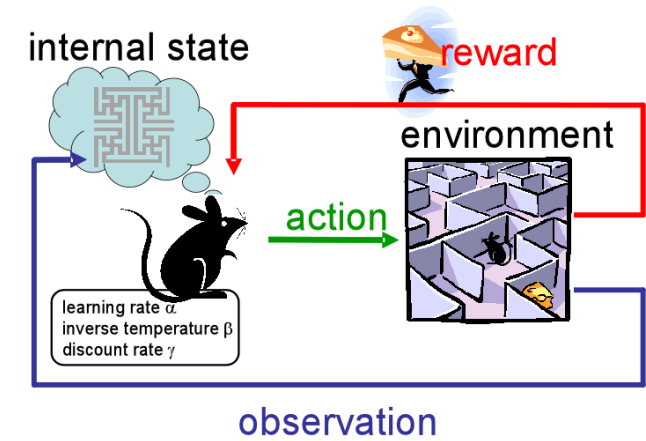 internal state
reward
environment
action
learning rate α
inverse temperature β
discount rate γ
observation